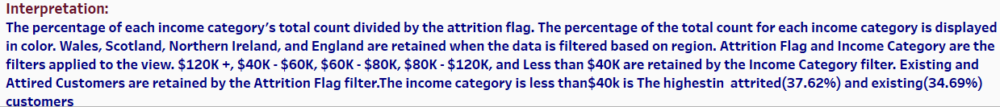 Interpretation:
The percentage of each income category's total count divided by the attrition flag. The percentage of the total count for each income category is displayed
in color. Wales, Scotland, Northern Ireland, and England are retained when the data is filtered based on region. Attrition Flag and Income Category are the
filters applied to the view. $120K +, $40K - $60K, $60K - $80K, $80K - $120K, and Less than $40K are retained by the Income Category filter. Existing and
Attired Customers are retained by the Attrition Flag filter.The income category is less than$40k is The highestin  attrited(37.62%) and existing(34.69%)
customers